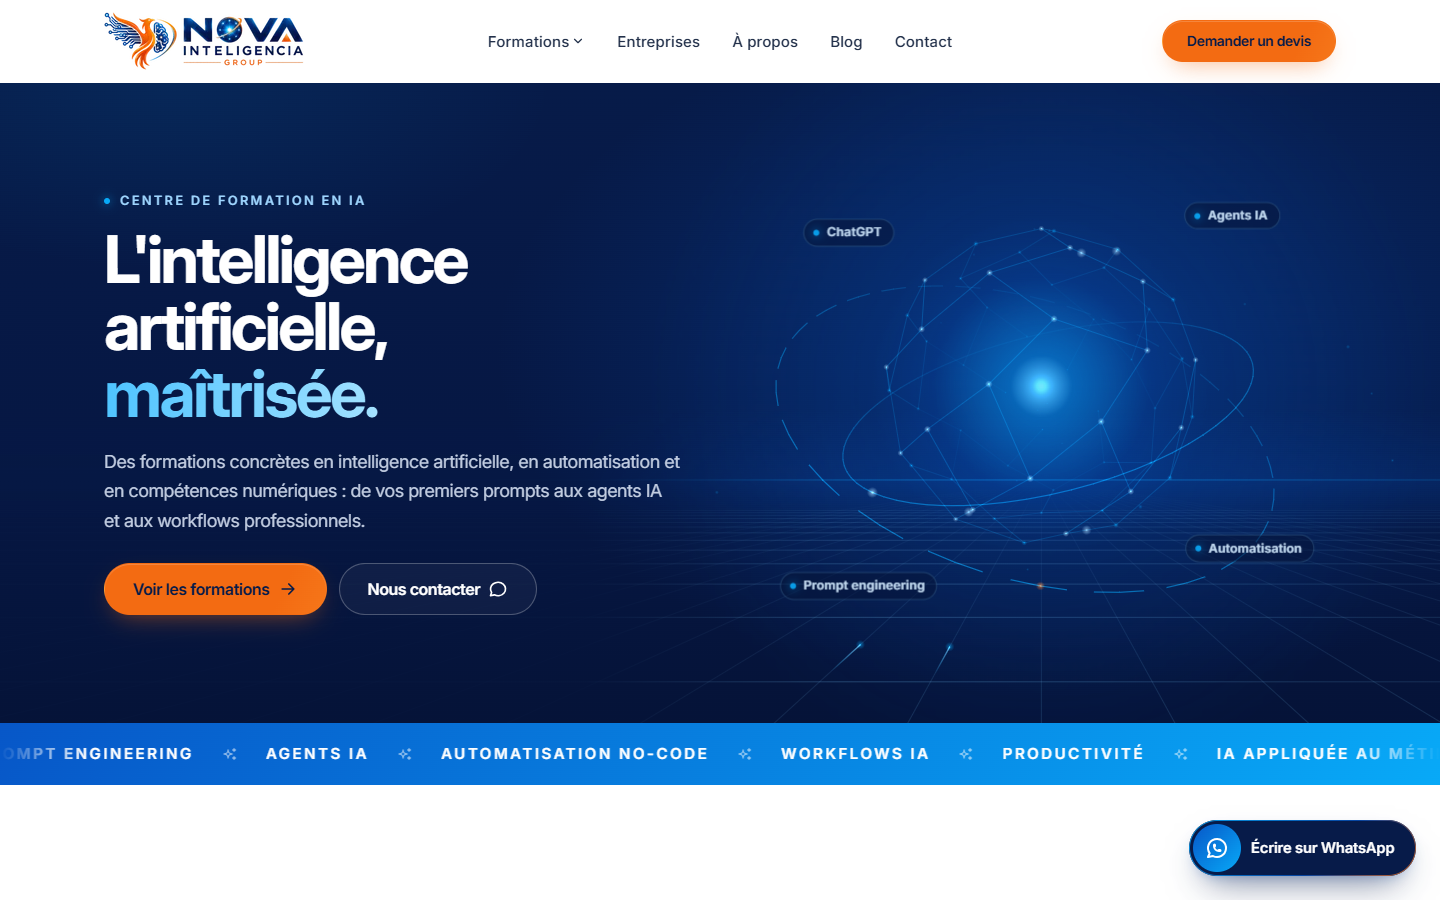 NOVA
INTELIGENCIA
GROUP
Formations
Entreprises
À propos
Blog
Contact
Demander un devis
CENTRE DE FORMATION EN IA
L'intelligence
artificielle,
maîtrisée.
Des formations concrètes en intelligence artificielle, en automatisation et
en compétences numériques : de vos premiers prompts aux agents IA
et aux workflows professionnels.
Voir les formations
Nous contacter
ChatGPT
Agents IA
Automatisation
Prompt engineering
OMPT ENGINEERING
AGENTS IA
AUTOMATISATION NO-CODE
WORKFLOWS IA
PRODUCTIVITÉ
IA APPLIQUÉE AU MÉTI
Écrire sur WhatsApp